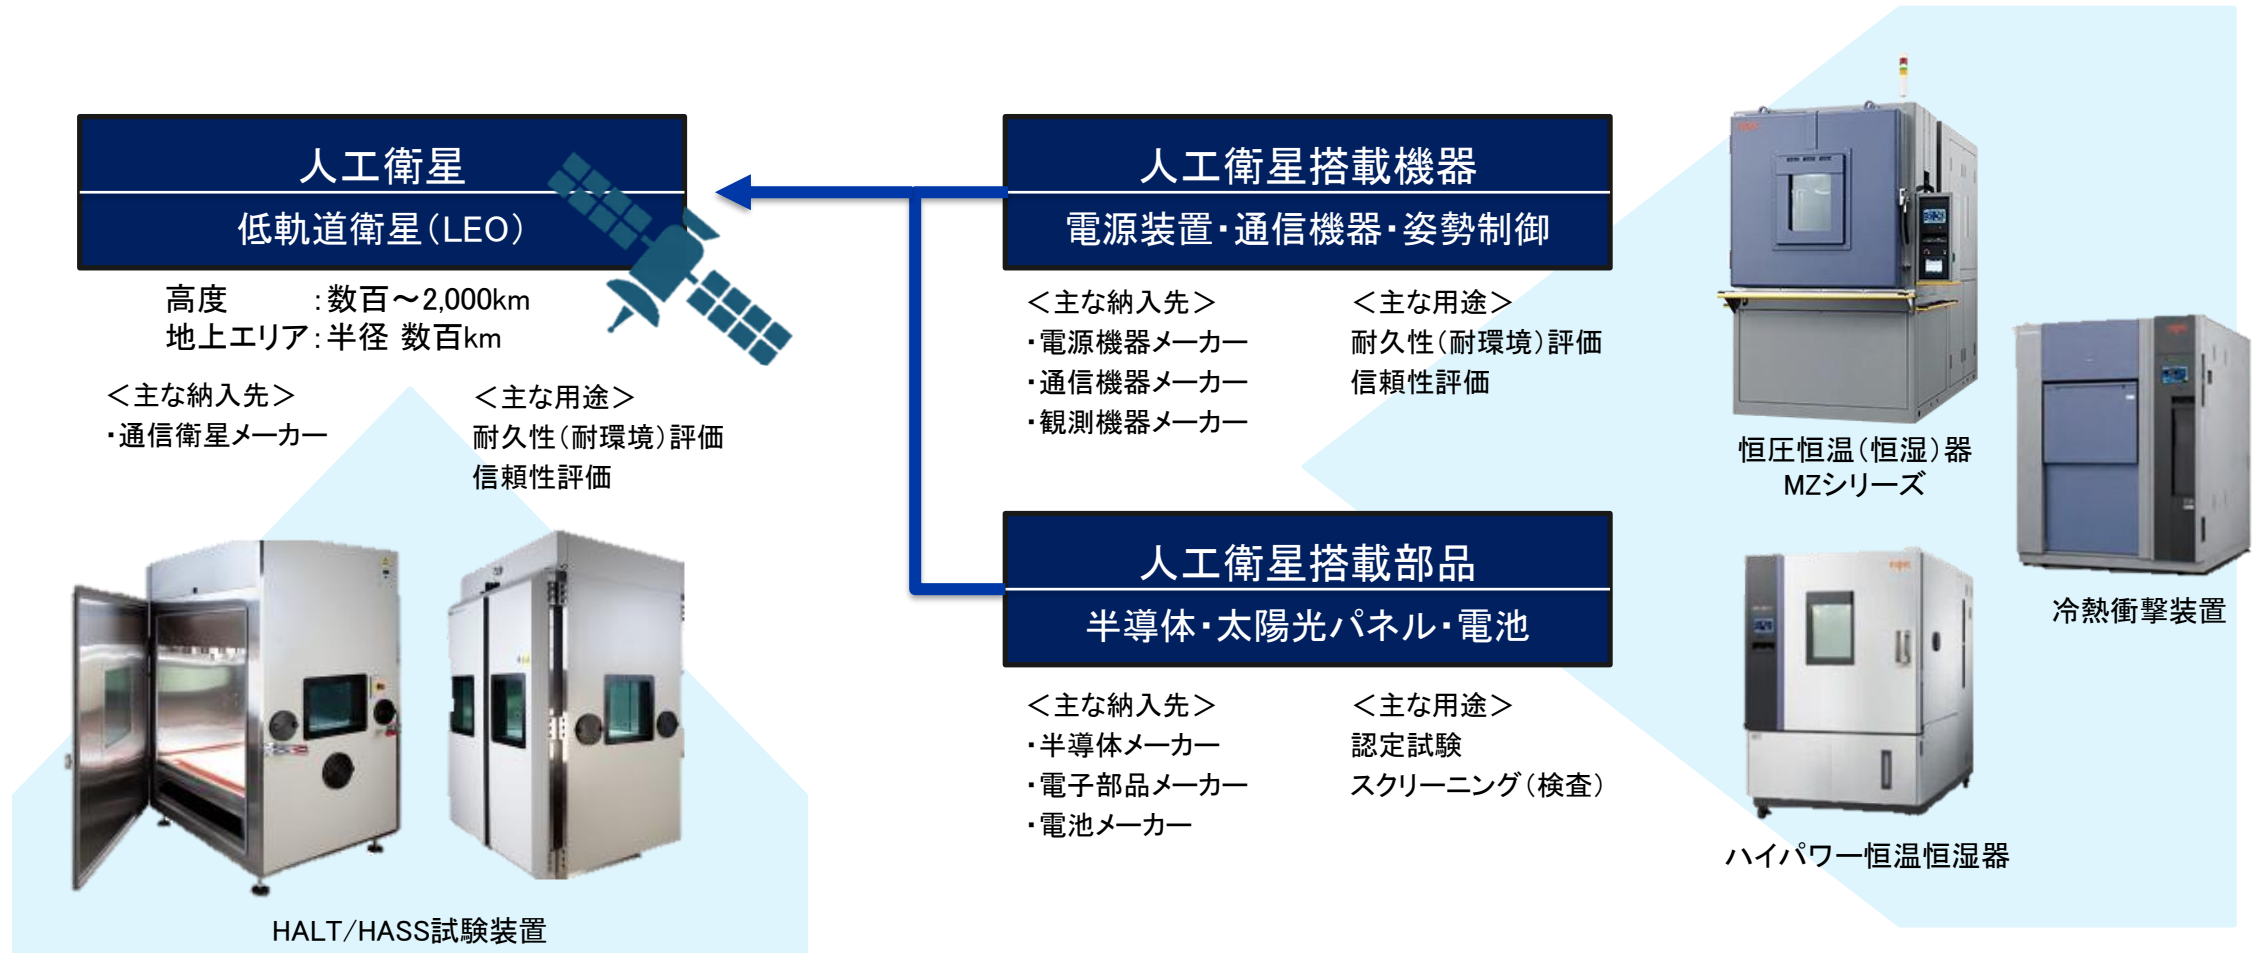 人工衛星
低軌道衛星（LEO）
高度　　　：数百～2,000km
地上エリア：半径 数百km
＜主な納入先＞
・通信衛星メーカー
＜主な用途＞
耐久性（耐環境）評価
信頼性評価
HALT/HASS試験装置
人工衛星搭載機器
電源装置・通信機器・姿勢制御
＜主な納入先＞
・電源機器メーカー
・通信機器メーカー
・観測機器メーカー
＜主な用途＞
耐久性（耐環境）評価
信頼性評価
人工衛星搭載部品
半導体・太陽光パネル・電池
＜主な納入先＞
・半導体メーカー
・電子部品メーカー
・電池メーカー
＜主な用途＞
認定試験
スクリーニング（検査）
恒圧恒温（恒湿）器
MZシリーズ
冷熱衝撃装置
ハイパワー恒温恒湿器